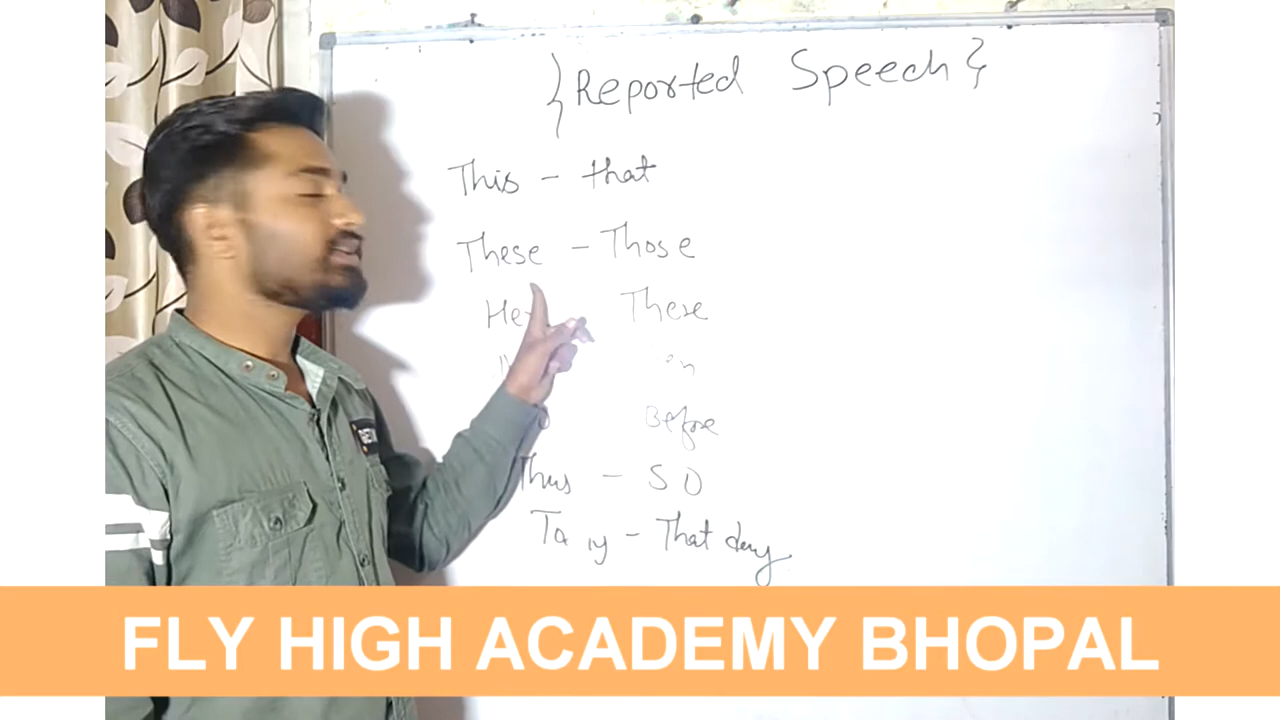 {Reported Speech}
This - that
These - Those
There
Before
Thus - SO
That day
FLY HIGH ACADEMY BHOPAL